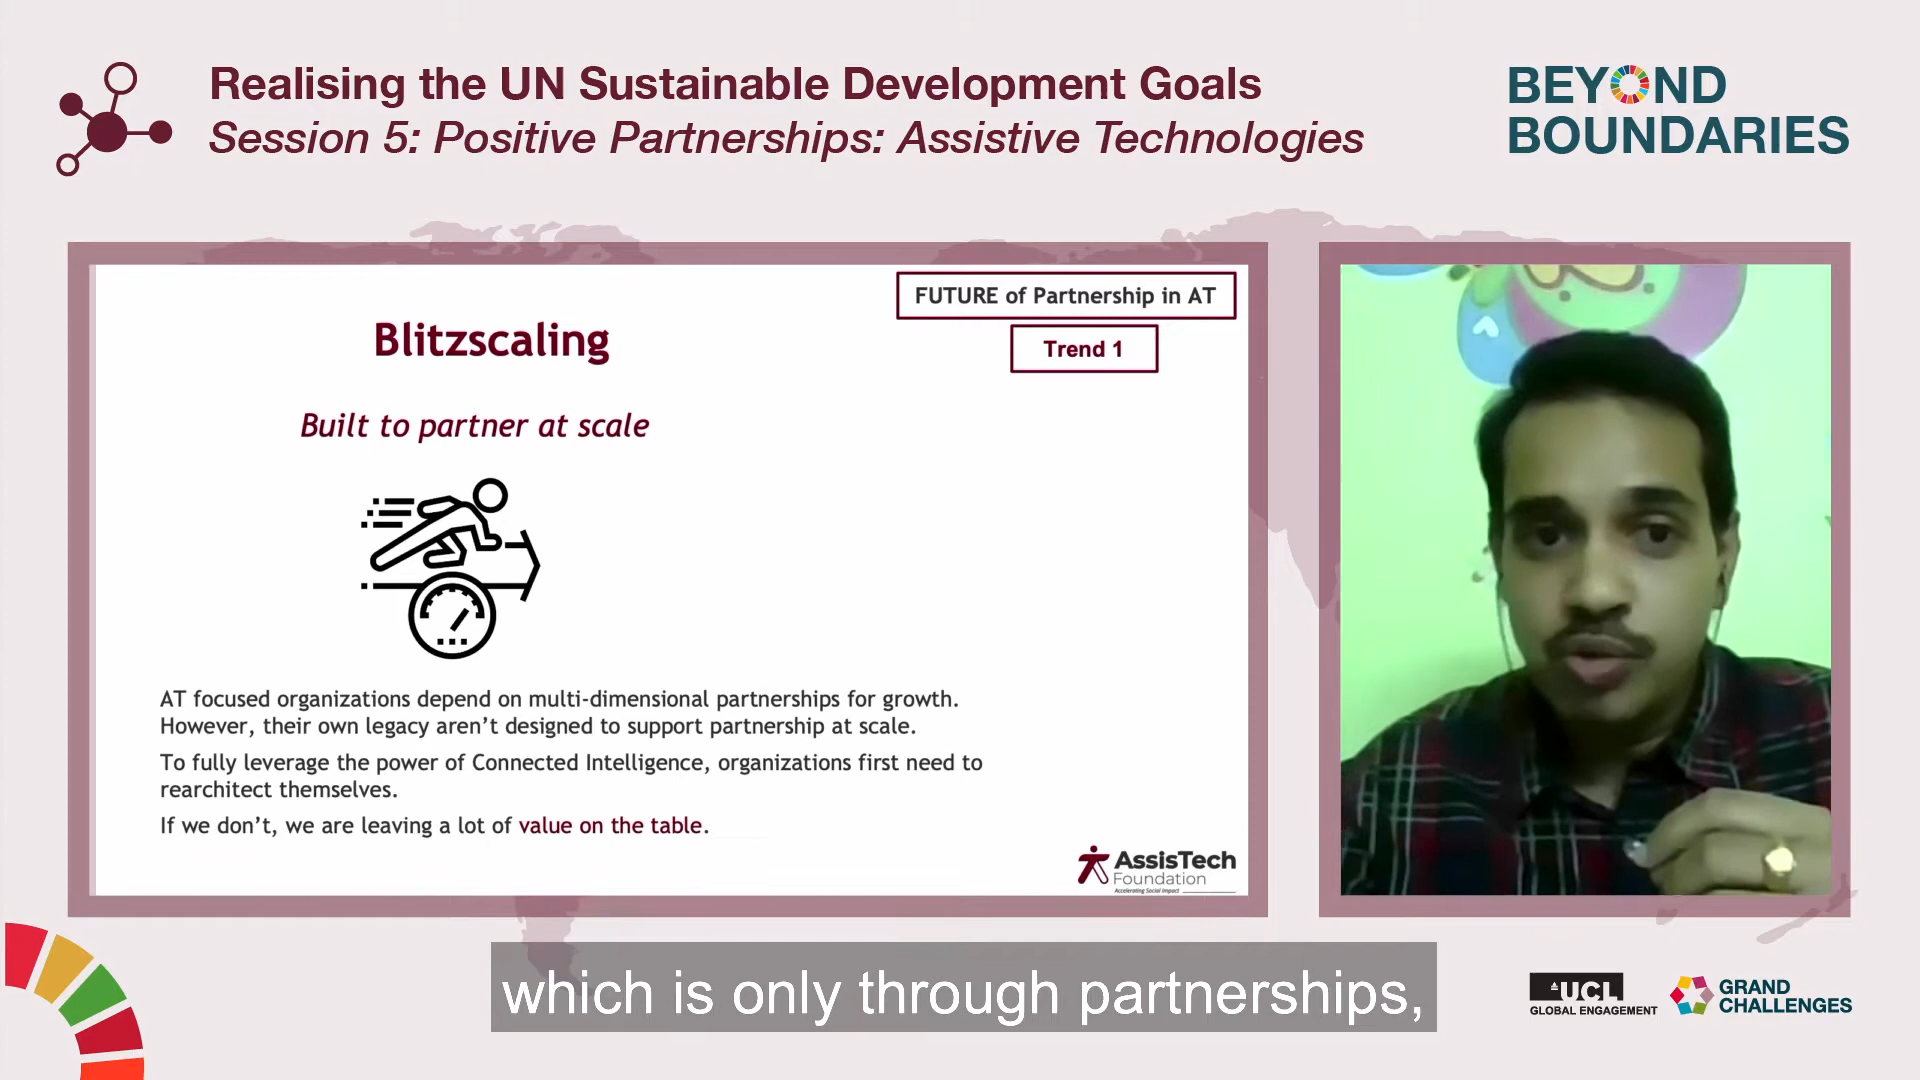 Realising the UN Sustainable Development Goals
Session 5: Positive Partnerships: Assistive Technologies
BEYOND
BOUNDARIES
FUTURE of Partnership in AT
Trend 1
Blitzscaling
Built to partner at scale
AT focused organizations depend on multi-dimensional partnerships for growth.
However, their own legacy aren't designed to support partnership at scale.
To fully leverage the power of Connected Intelligence, organizations first need to
rearchitect themselves.
If we don't, we are leaving a lot of value on the table.
AssisTech
Foundation
Accelerating Social Impact
which is only through partnerships,
UCL
GLOBAL ENGAGEMENT
GRAND
CHALLENGES